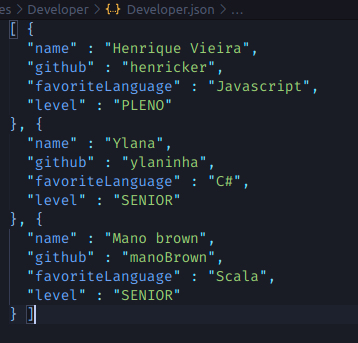 es > Developer > {..} Developer.json > ...
[ {
"name" : "Henrique Vieira",
"github" : "henricker",
"favoriteLanguage" : "Javascript",
"level" : "PLENO"
}, {
"name" : "Ylana",
"github" : "ylaninha",
"favoriteLanguage" : "C#",
"level" : "SENIOR"
}, {
"name" : "Mano brown",
"github" : "manoBrown",
"favoriteLanguage" : "Scala",
"level" : "SENIOR"
} ]